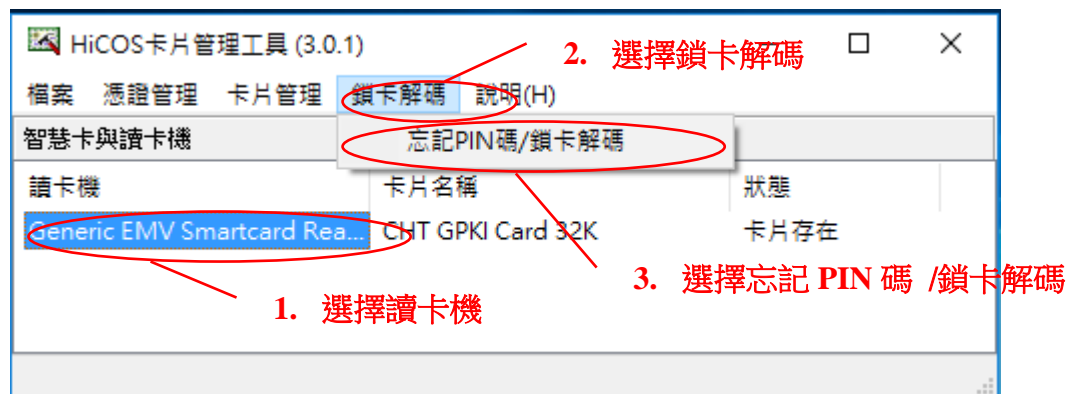 HiCOS卡片管理工具 (3.0.1)
2. 選擇鎖卡解碼
檔案 憑證管理 卡片管理 鎖卡解碼 說明(H)
智慧卡與讀卡機
忘記PIN碼/鎖卡解碼
讀卡機 卡片名稱 狀態
Generic EMV Smartcard Rea... CHT GPKI Card 32K 卡片存在
3. 選擇忘記 PIN 碼 /鎖卡解碼
1. 選擇讀卡機